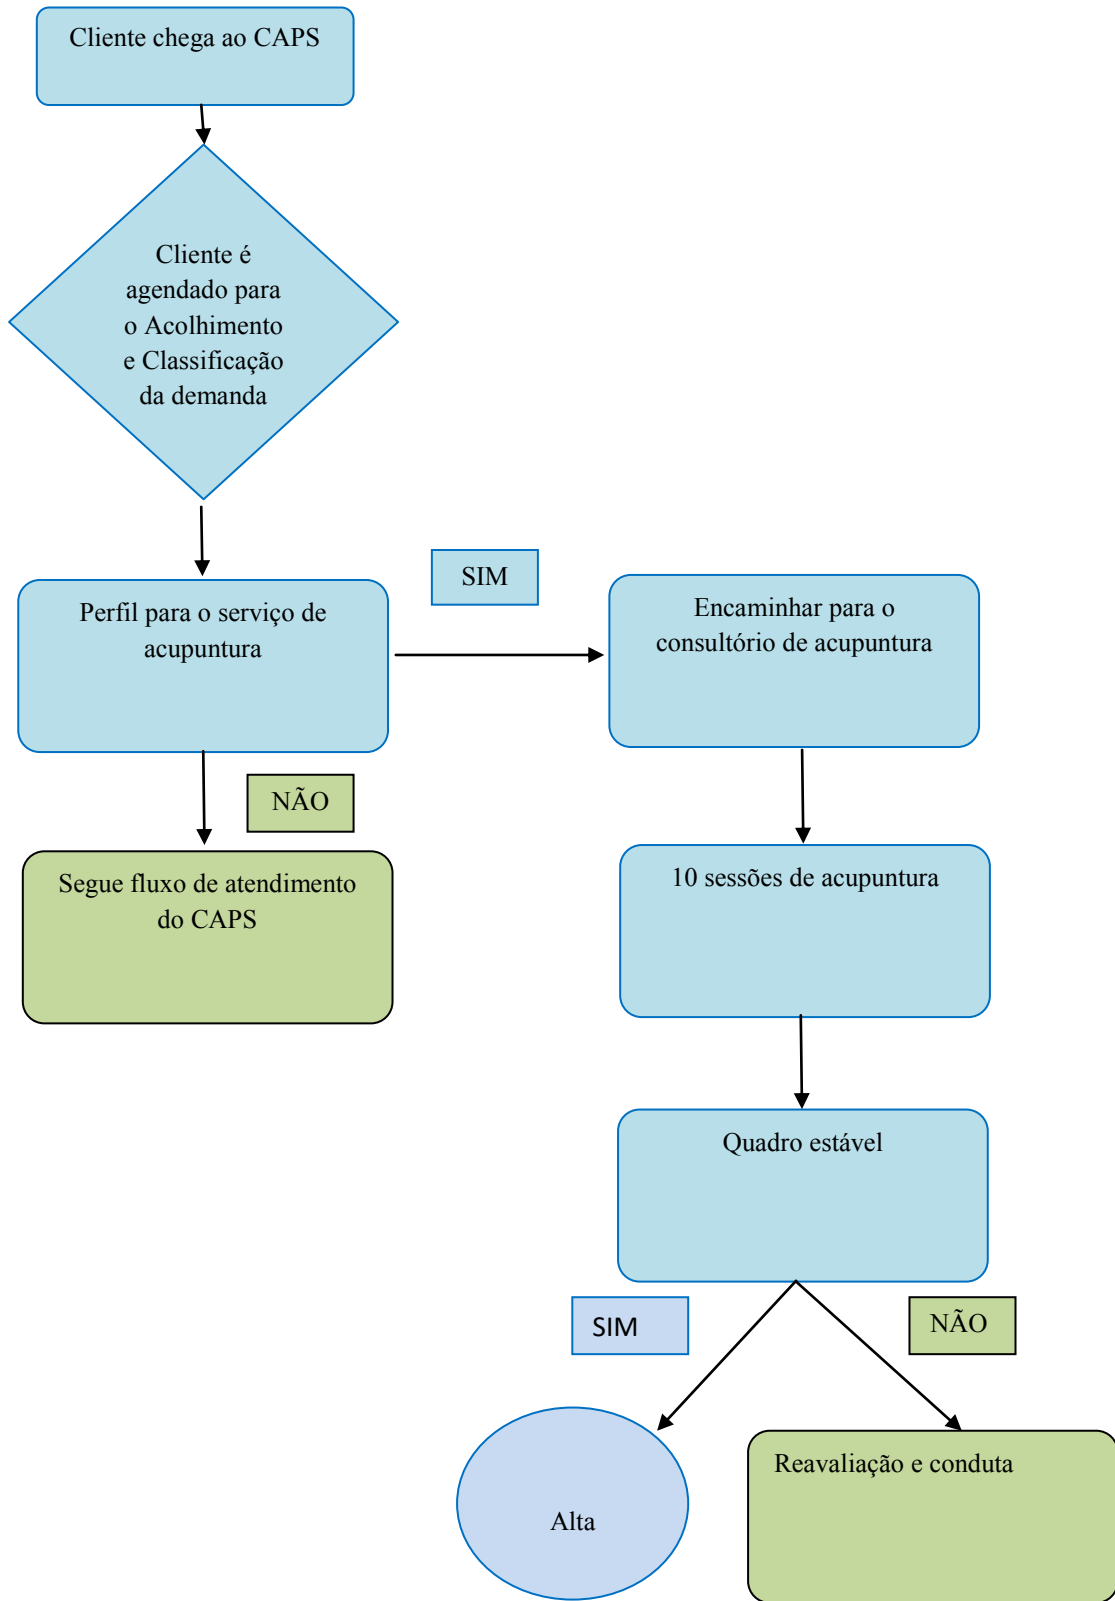 Cliente chega ao CAPS
Cliente é
agendado para
o Acolhimento
e Classificação
da demanda
SIM
Perfil para o serviço de
acupuntura
Encaminhar para o
consultório de acupuntura
NÃO
Segue fluxo de atendimento
do CAPS
10 sessões de acupuntura
Quadro estável
SIM
NÃO
Alta
Reavaliação e conduta